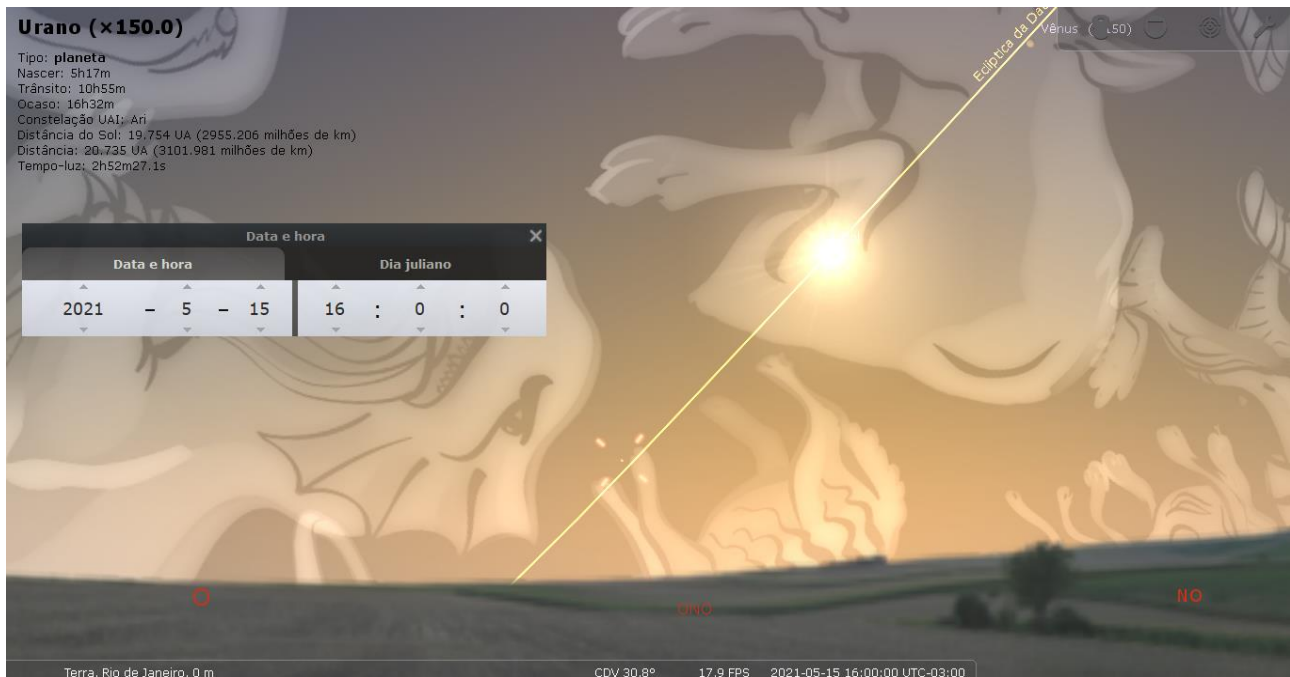 Urano (×150.0)
Tipo: planeta
Nascer: 5h17m
Trânsito: 10h55m
Ocaso: 16h32m
Constelação UAI: Ari
Distância do Sol: 19.754 UA (2955.206 milhões de km)
Distância: 20.735 UA (3101.981 milhões de km)
Tempo-luz: 2h52m27.1s
Vênus
Eclíptica da
Data e hora
Data e hora
Dia juliano
2021 – 5 – 15 16 : 0 : 0
O
ONO
NO
Terra, Rio de Janeiro, 0 m CDV 30.8° 17.9 FPS 2021-05-15 16:00:00 UTC-03:00